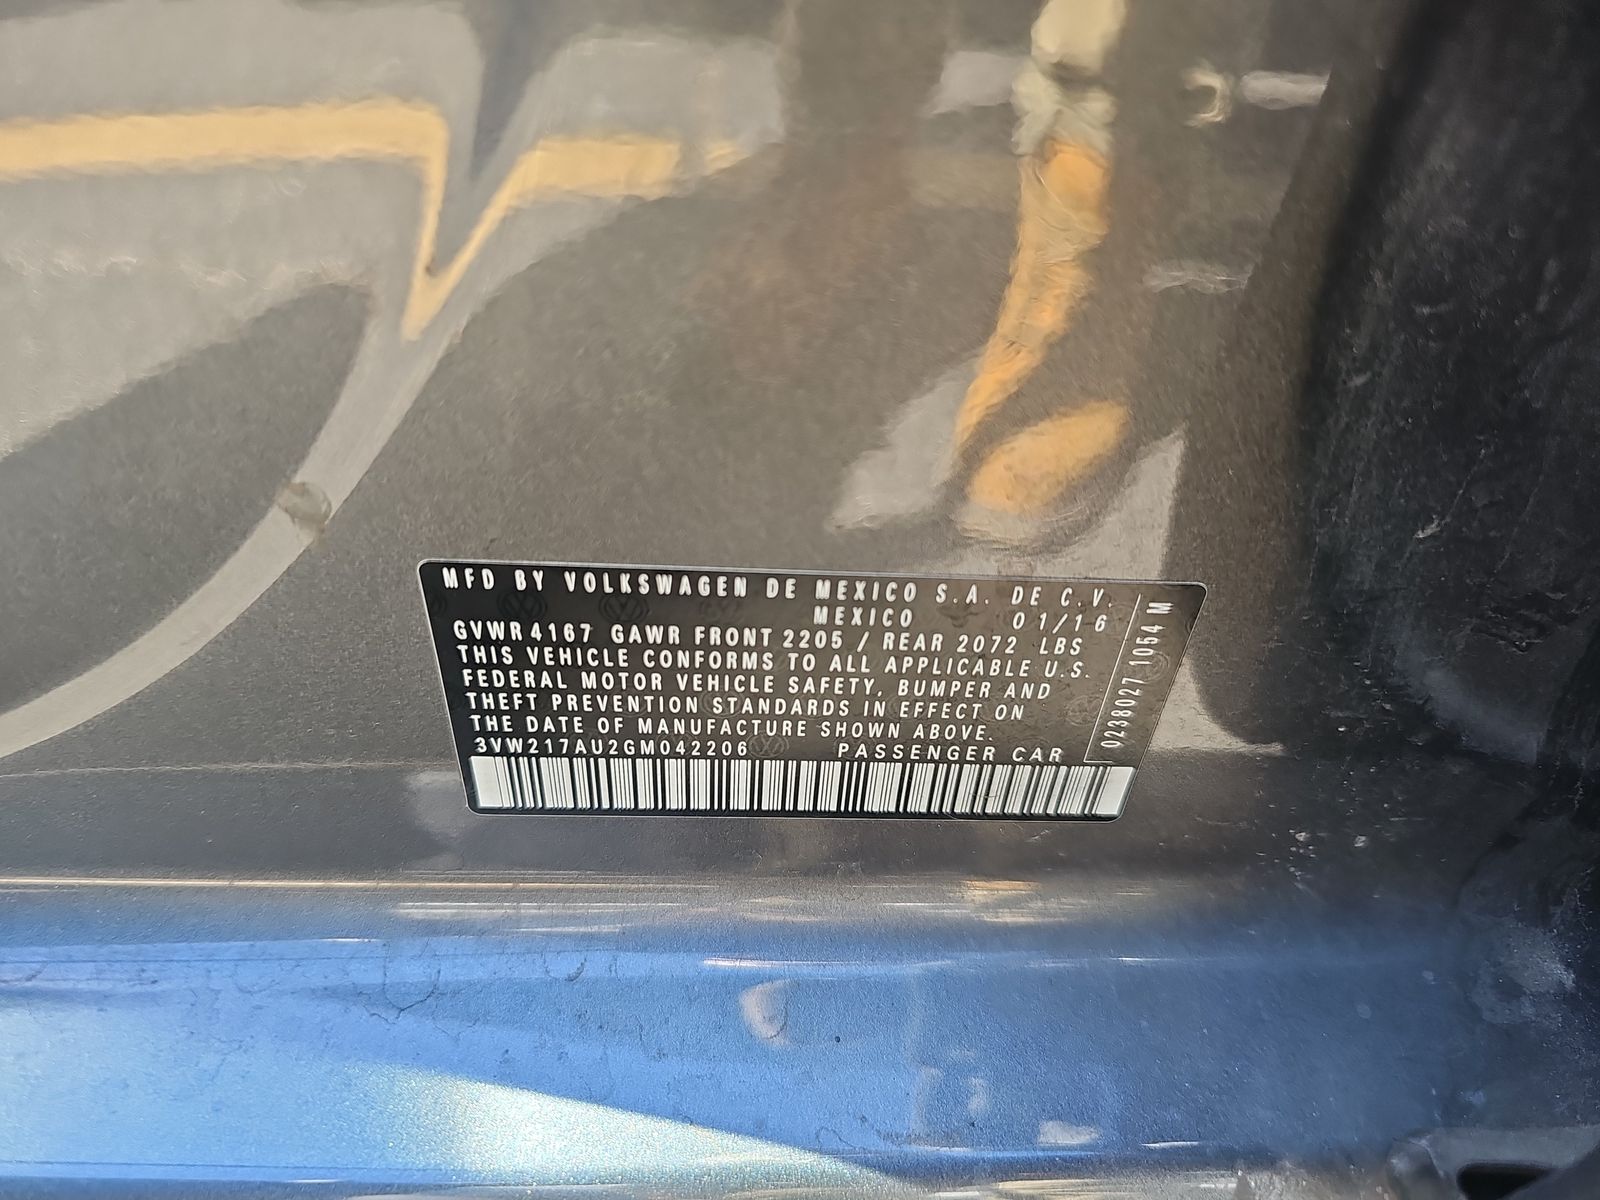 MFD BY VOLKSWAGEN DE MEXICO S.A. DE C.V.
MEXICO 01/16
GVWR 4167 GAWR FRONT 2205 / REAR 2072 LBS
THIS VEHICLE CONFORMS TO ALL APPLICABLE U.S.
FEDERAL MOTOR VEHICLE SAFETY, BUMPER AND
THEFT PREVENTION STANDARDS IN EFFECT ON
THE DATE OF MANUFACTURE SHOWN ABOVE.
3VW217AU2GM042206 PASSENGER CAR
0238027 1054 M